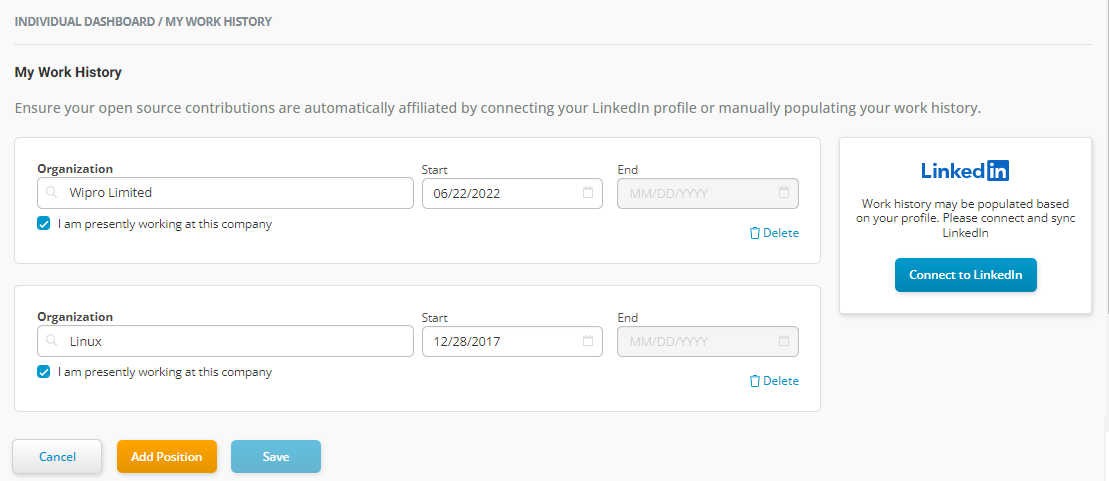 INDIVIDUAL DASHBOARD / MY WORK HISTORY
My Work History
Ensure your open source contributions are automatically affiliated by connecting your LinkedIn profile or manually populating your work history.
Organization Start End
Wipro Limited 06/22/2022 MM/DD/YYYY
I am presently working at this company
Delete
Organization Start End
Linux 12/28/2017 MM/DD/YYYY
I am presently working at this company
Delete
Linked in
Work history may be populated based
on your profile. Please connect and sync
LinkedIn
Connect to LinkedIn
Cancel Add Position Save